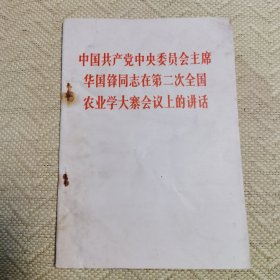 中国共产党中央委员会主席
华国锋同志在第二次全国
农业学大寨会议上的讲话